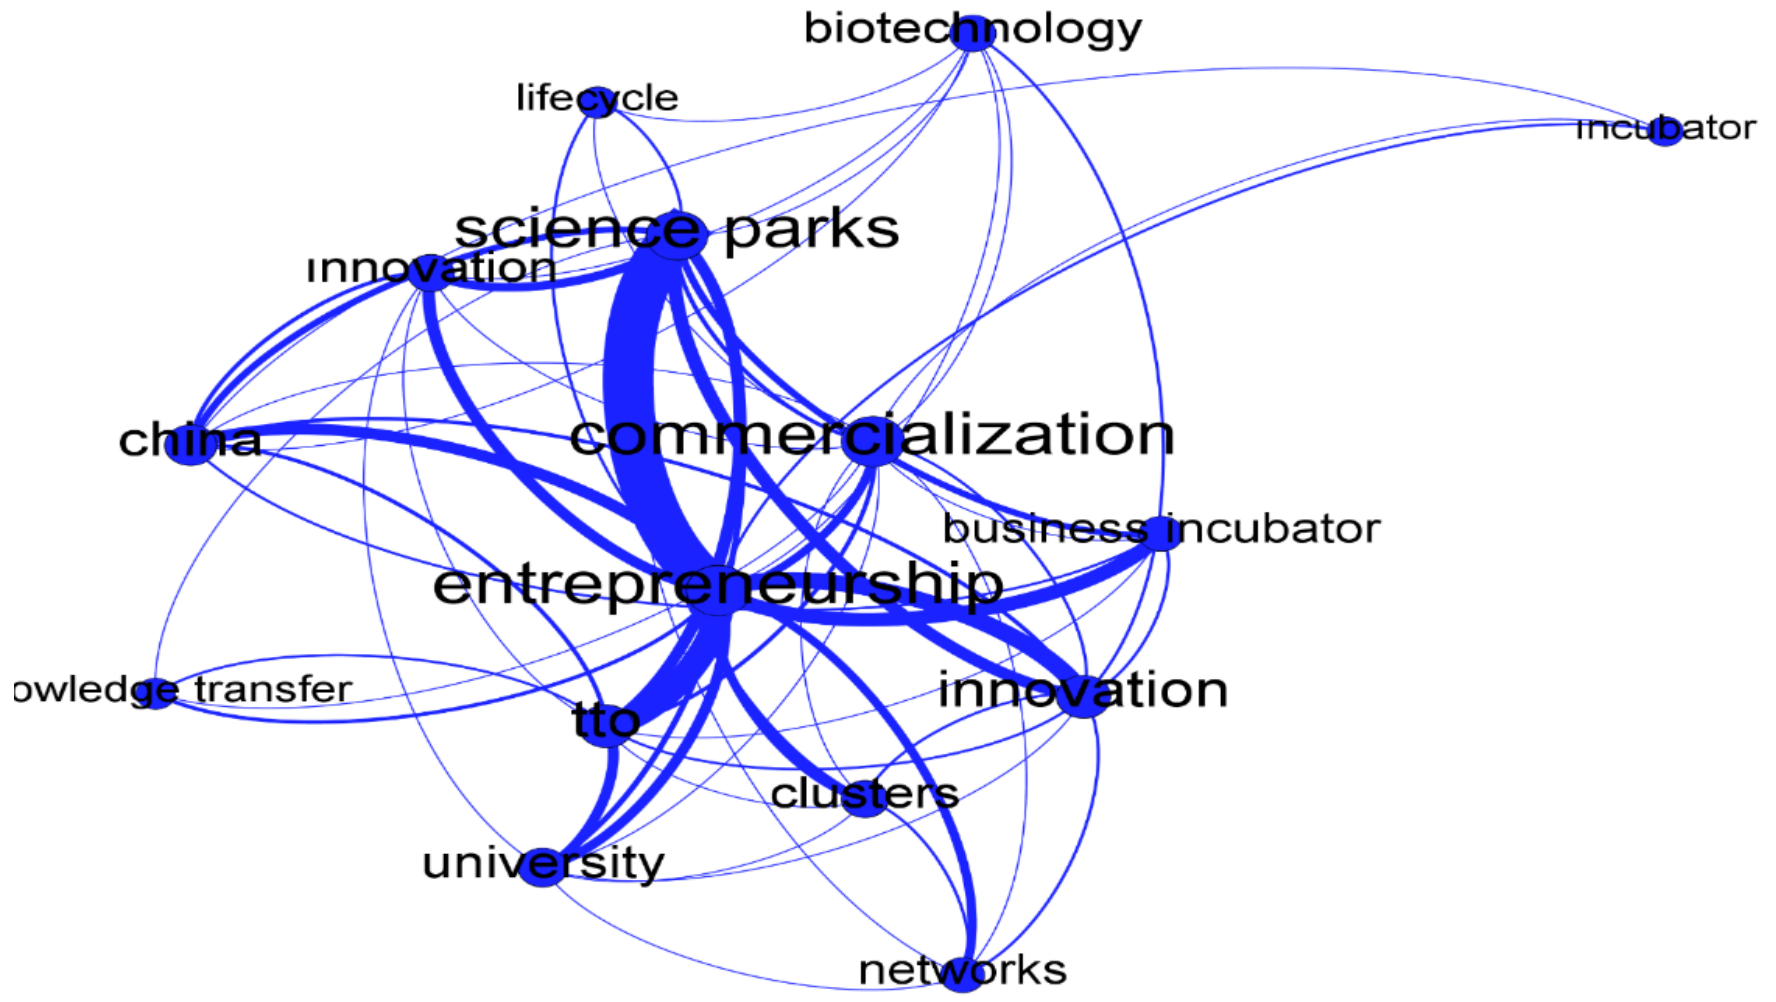 biotechnology
lifecycle
incubator
science parks
innovation
commercialization
china
business incubator
entrepreneurship
owledge transfer
innovation
tto
clusters
university
networks